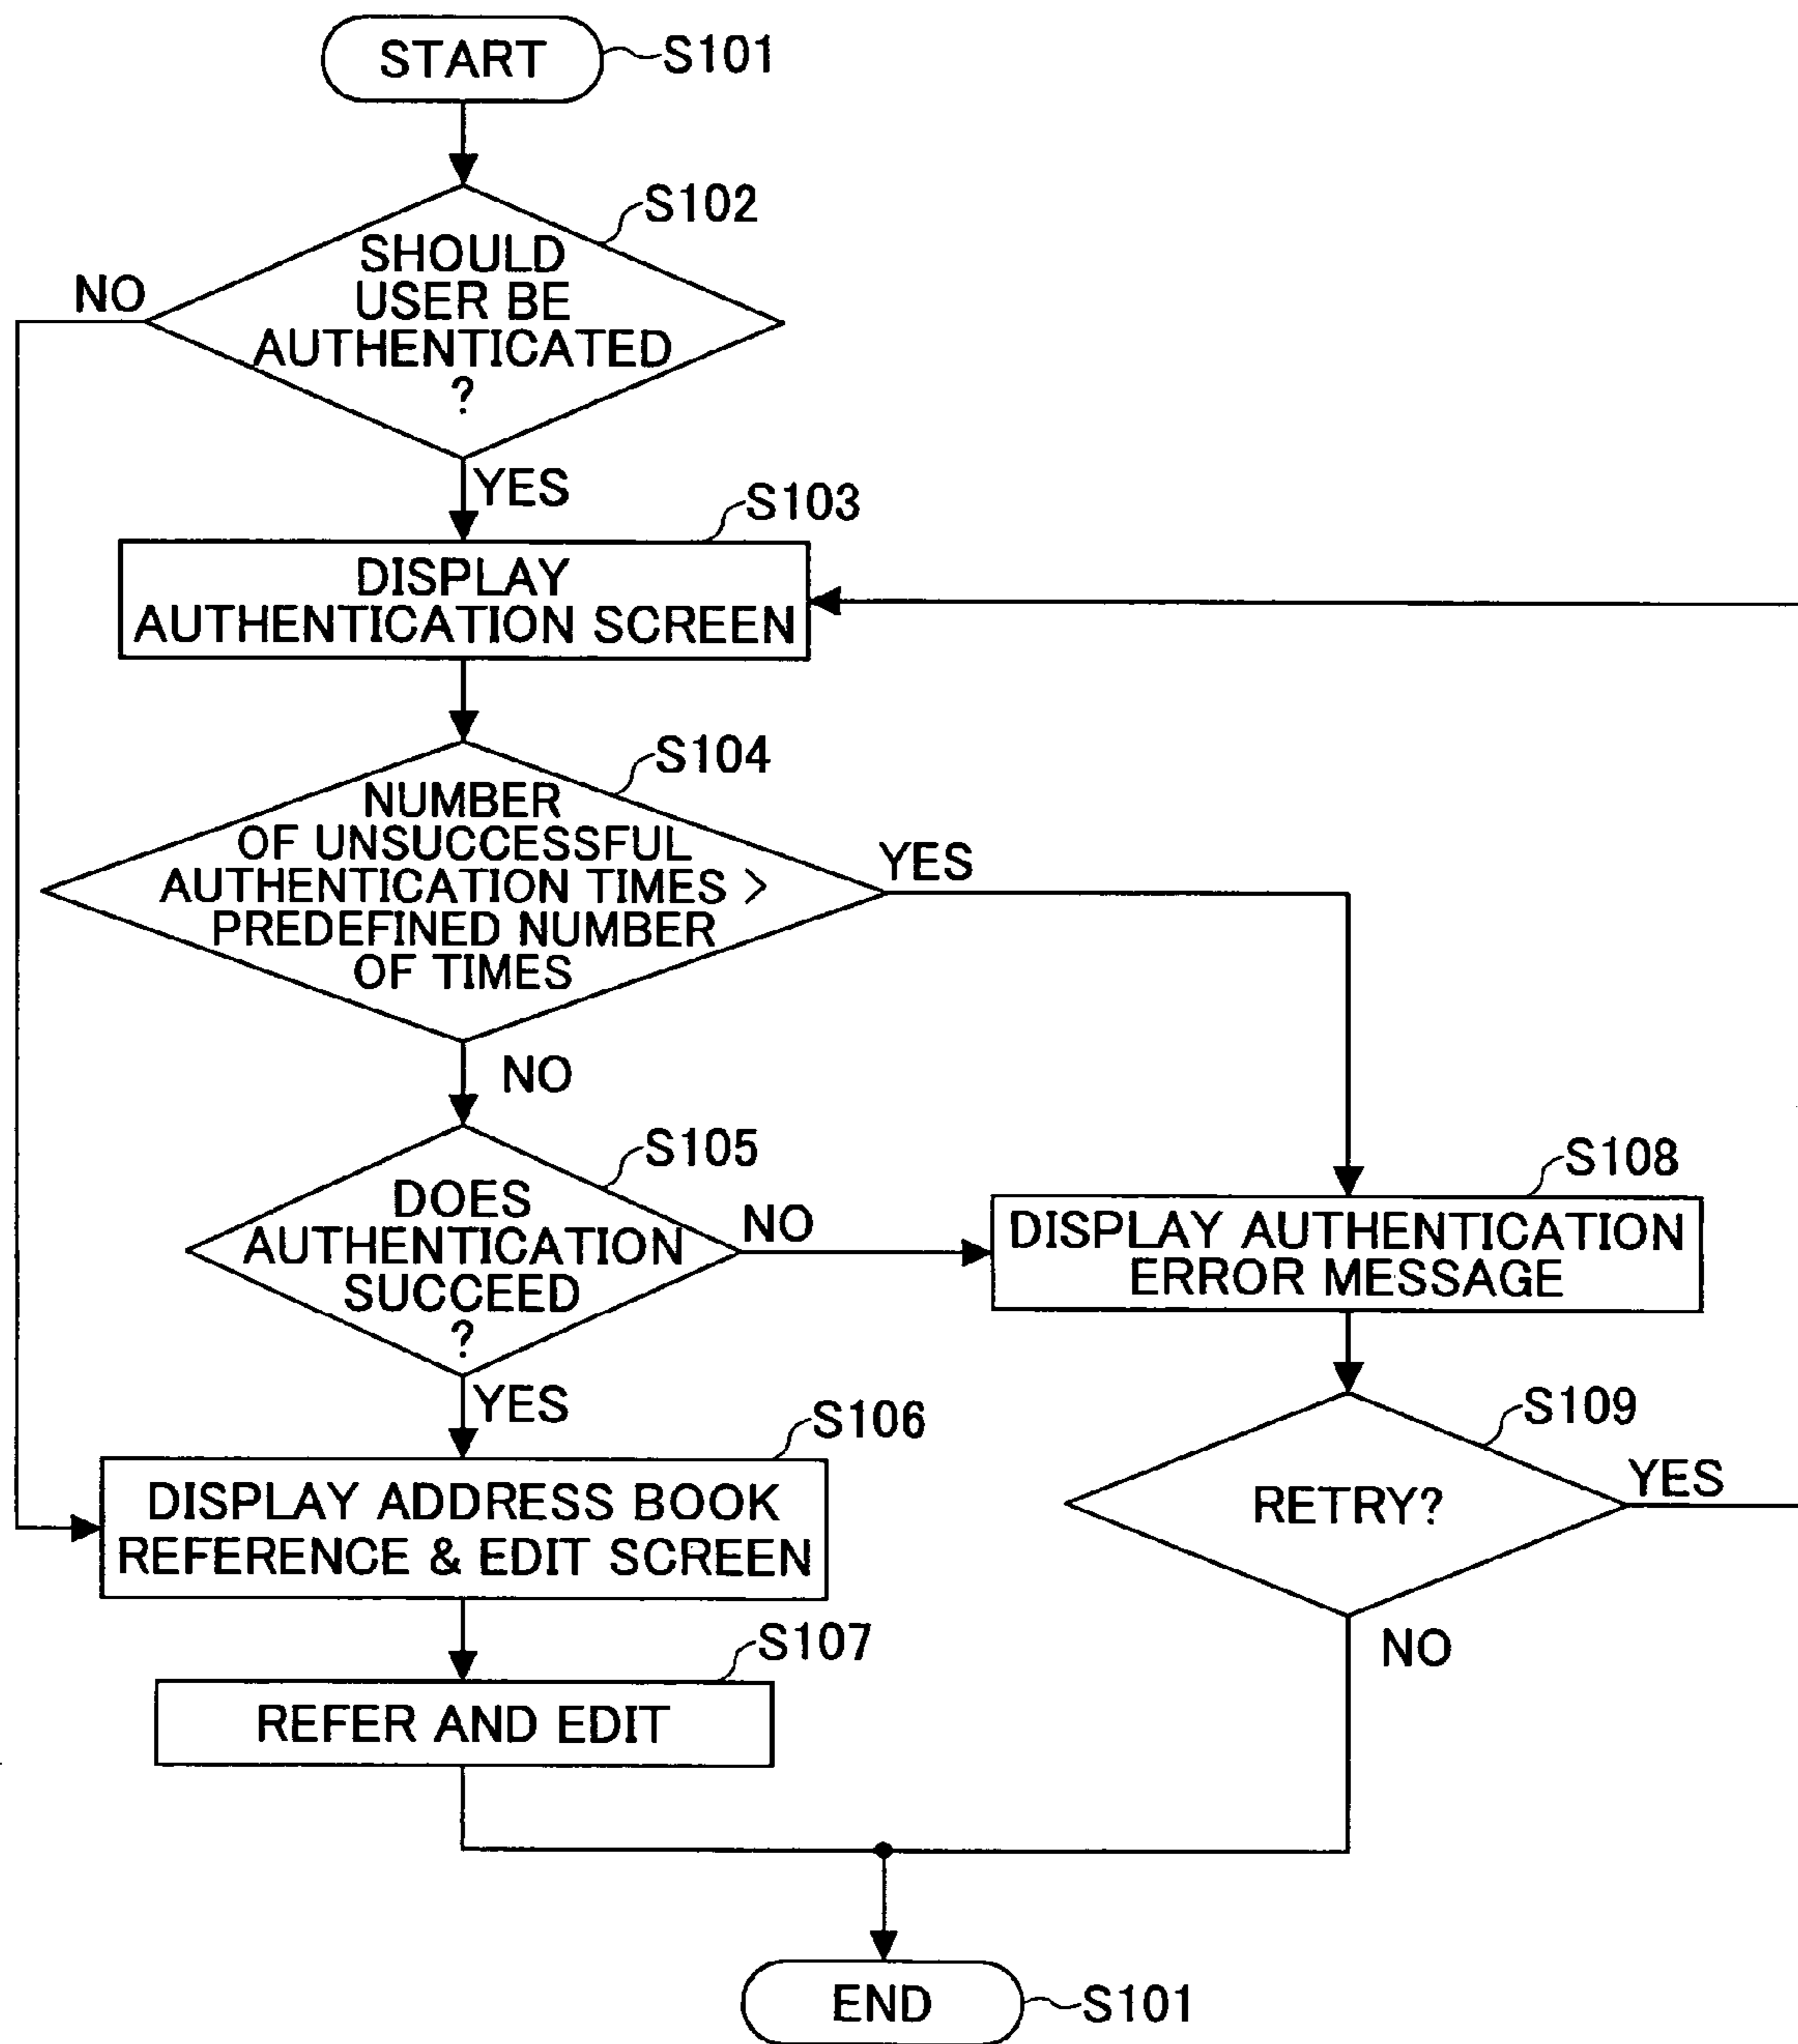 START
S101
S102
SHOULD
USER BE
AUTHENTICATED
?
NO
YES
S103
DISPLAY
AUTHENTICATION SCREEN
S104
NUMBER
OF UNSUCCESSFUL
AUTHENTICATION TIMES >
PREDEFINED NUMBER
OF TIMES
YES
NO
S105
DOES
AUTHENTICATION
SUCCEED
?
NO
YES
S108
DISPLAY AUTHENTICATION
ERROR MESSAGE
S106
DISPLAY ADDRESS BOOK
REFERENCE & EDIT SCREEN
S109
RETRY?
YES
NO
S107
REFER AND EDIT
END
S101